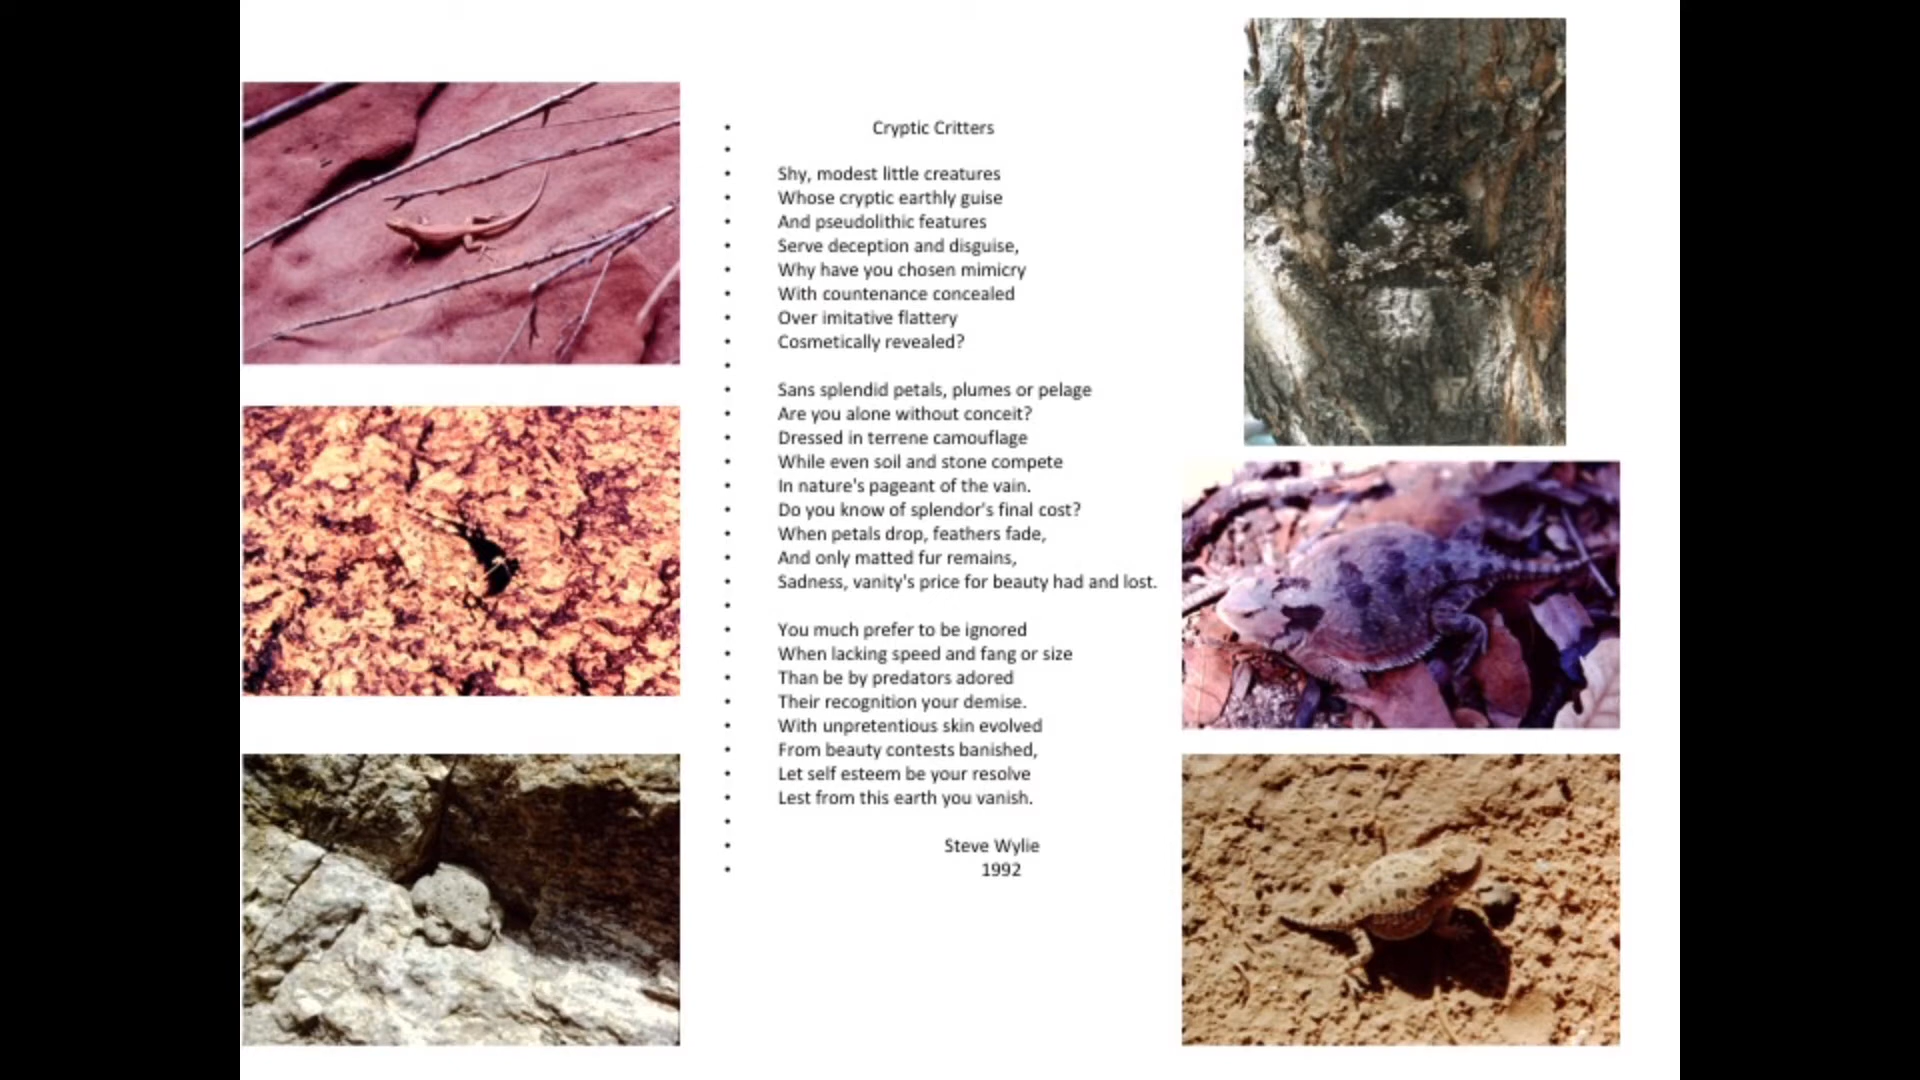 Cryptic Critters
Shy, modest little creatures
Whose cryptic earthly guise
And pseudolithic features
Serve deception and disguise,
Why have you chosen mimicry
With countenance concealed
Over imitative flattery
Cosmetically revealed?
Sans splendid petals, plumes or pelage
Are you alone without conceit?
Dressed in terrene camouflage
While even soil and stone compete
In nature's pageant of the vain.
Do you know of splendor's final cost?
When petals drop, feathers fade,
And only matted fur remains,
Sadness, vanity's price for beauty had and lost.
You much prefer to be ignored
When lacking speed and fang or size
Than be by predators adored
Their recognition your demise.
With unpretentious skin evolved
From beauty contests banished,
Let self esteem be your resolve
Lest from this earth you vanish.
Steve Wylie
1992